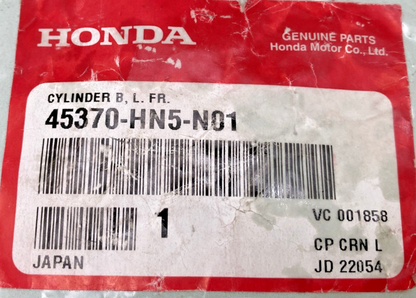 HONDA
GENUINE PARTS
Honda Motor Co., Ltd.
CYLINDER B, L. FR.
45370-HN5-N01
1
VC 001858
CP CRN L
JAPAN
JD 22054